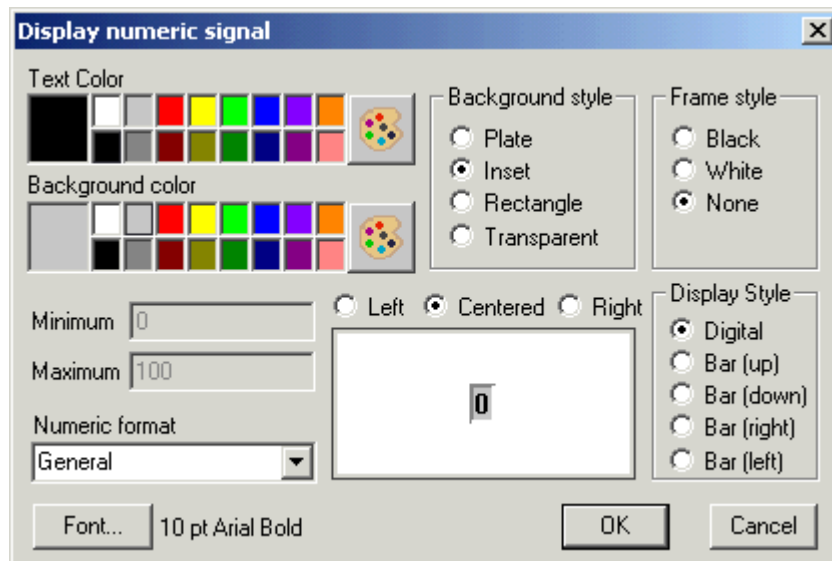 Display numeric signal
Text Color
Background color
Background style
Plate
Inset
Rectangle
Transparent
Frame style
Black
White
None
Minimum 0
Maximum 100
Numeric format
General
Left Centered Right
0
Display Style
Digital
Bar (up)
Bar (down)
Bar (right)
Bar (left)
Font... 10 pt Arial Bold
OK
Cancel